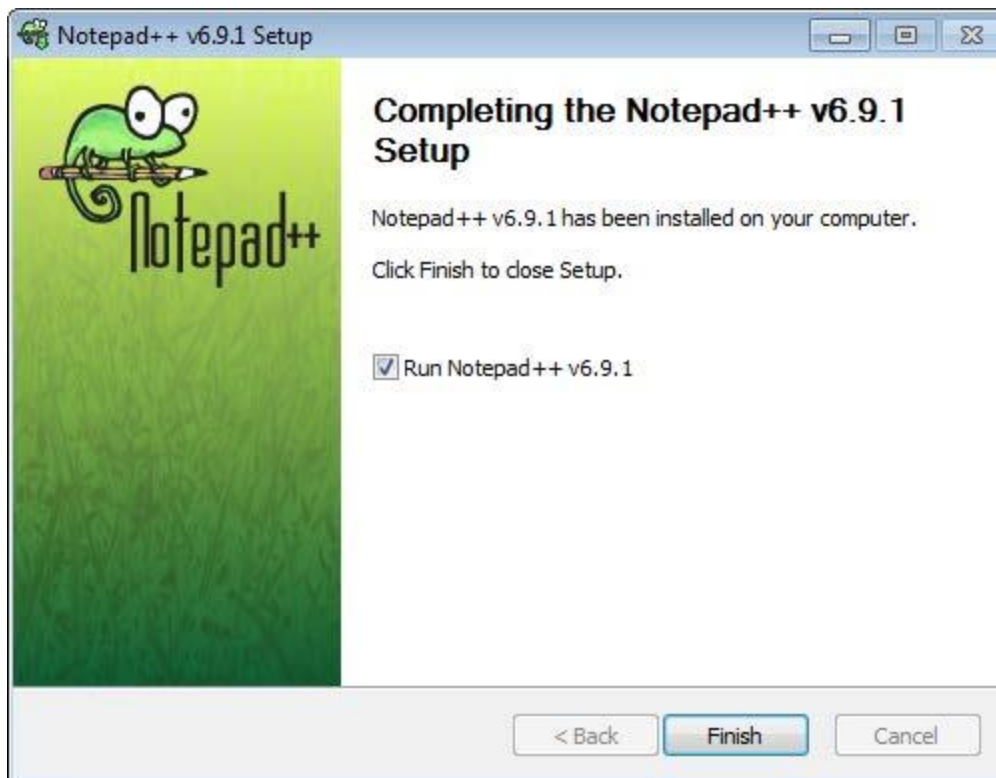 Notepad++ v6.9.1 Setup
Notepad++
Completing the Notepad++ v6.9.1
Setup
Notepad++ v6.9.1 has been installed on your computer.
Click Finish to close Setup.
Run Notepad++ v6.9.1
< Back
Finish
Cancel